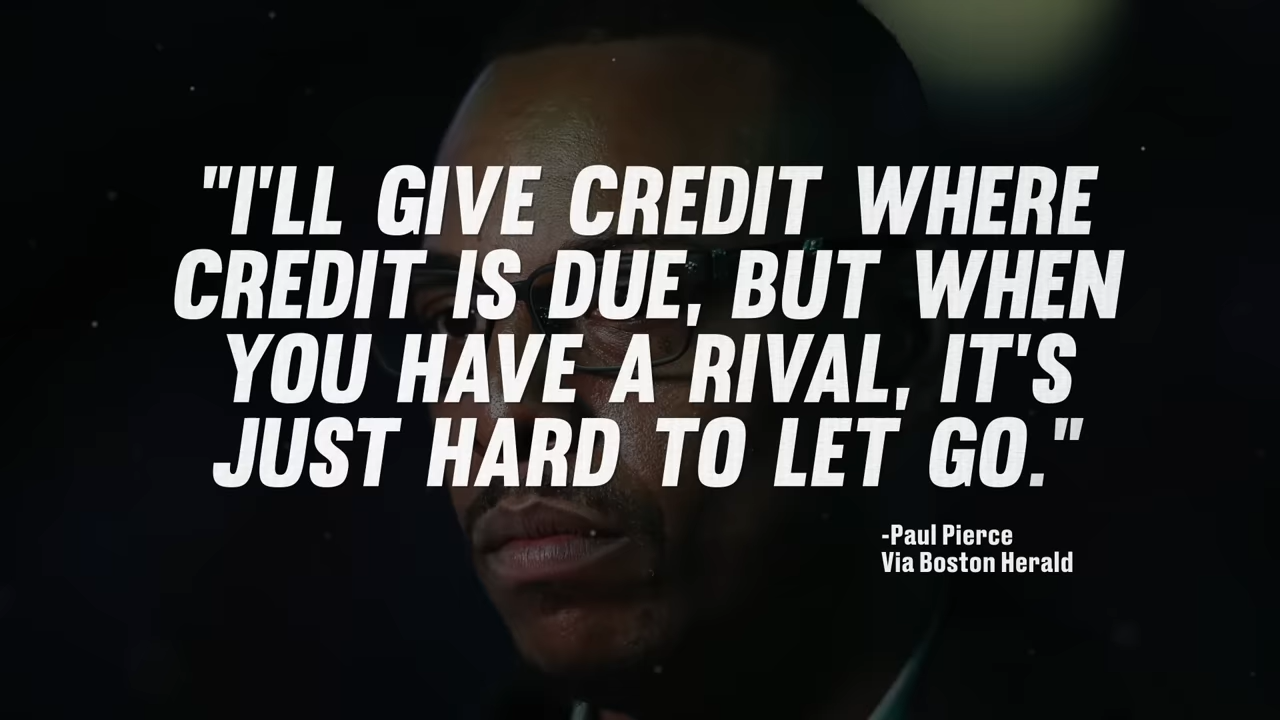 "I'LL GIVE CREDIT WHERE
CREDIT IS DUE, BUT WHEN
YOU HAVE A RIVAL, IT'S
JUST HARD TO LET GO."
-Paul Pierce
Via Boston Herald